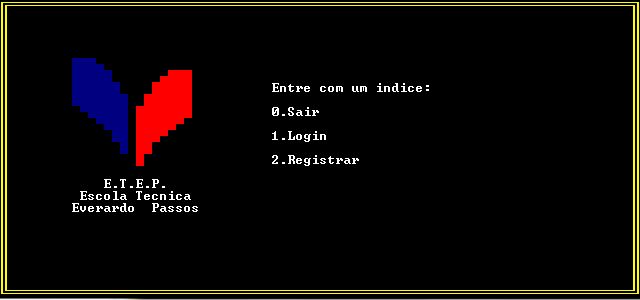 Entre com um indice:
0.Sair
1.Login
2.Registrar
E.T.E.P.
Escola Tecnica
Everardo  Passos